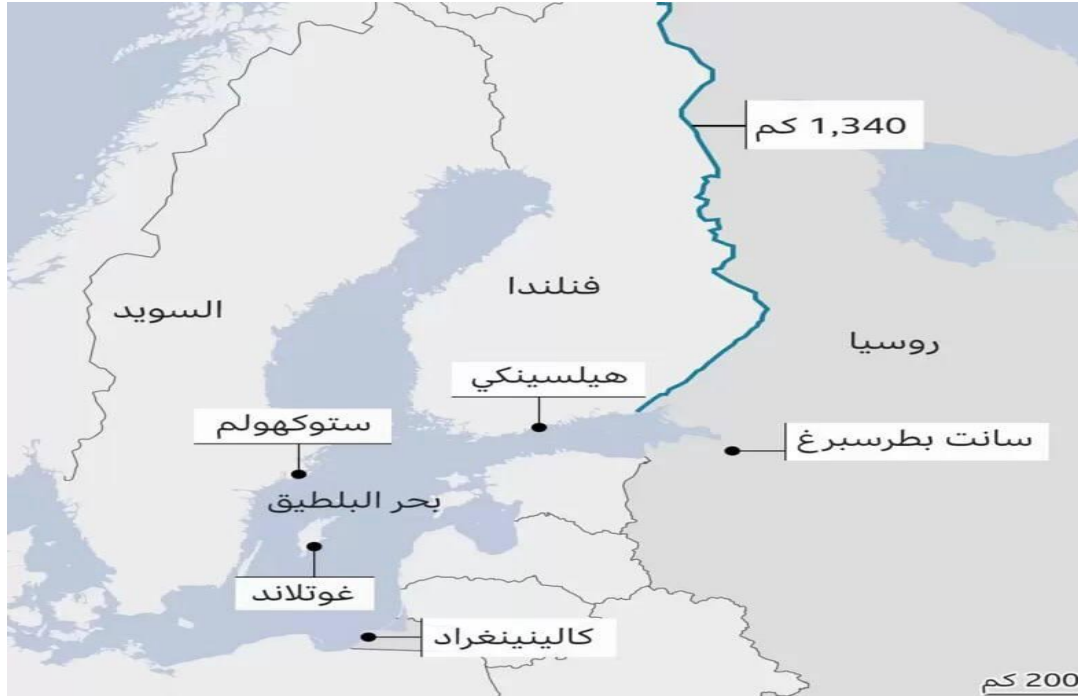 1,340 كم
فنلندا
السويد
روسيا
هيلسينكي
ستوكهولم
سانت بطرسبرغ
بحر البلطيق
غوتلاند
كالينينغراد
200 كم